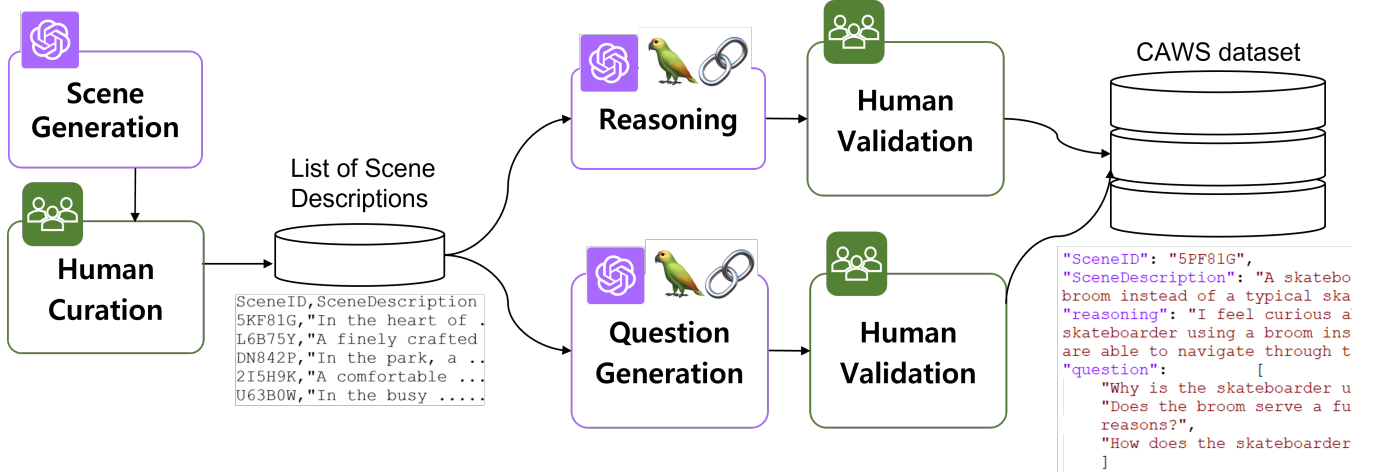 Scene
Generation
Human
Curation
List of Scene
Descriptions
SceneID,SceneDescription
5KF81G,"In the heart of .
L6B75Y,"A finely crafted
DN842P,"In the park, a ..
2I5H9K,"A comfortable ...
U63B0W,"In the busy .....
Reasoning
Human
Validation
Question
Generation
Human
Validation
CAWS dataset
"SceneID": "5PF81G",
"SceneDescription": "A skatebo
broom instead of a typical ska
"reasoning": "I feel curious a
skateboarder using a broom ins
are able to navigate through t
"question": [
"Why is the skateboarder u
"Does the broom serve a fu
reasons?",
"How does the skateboarder
]